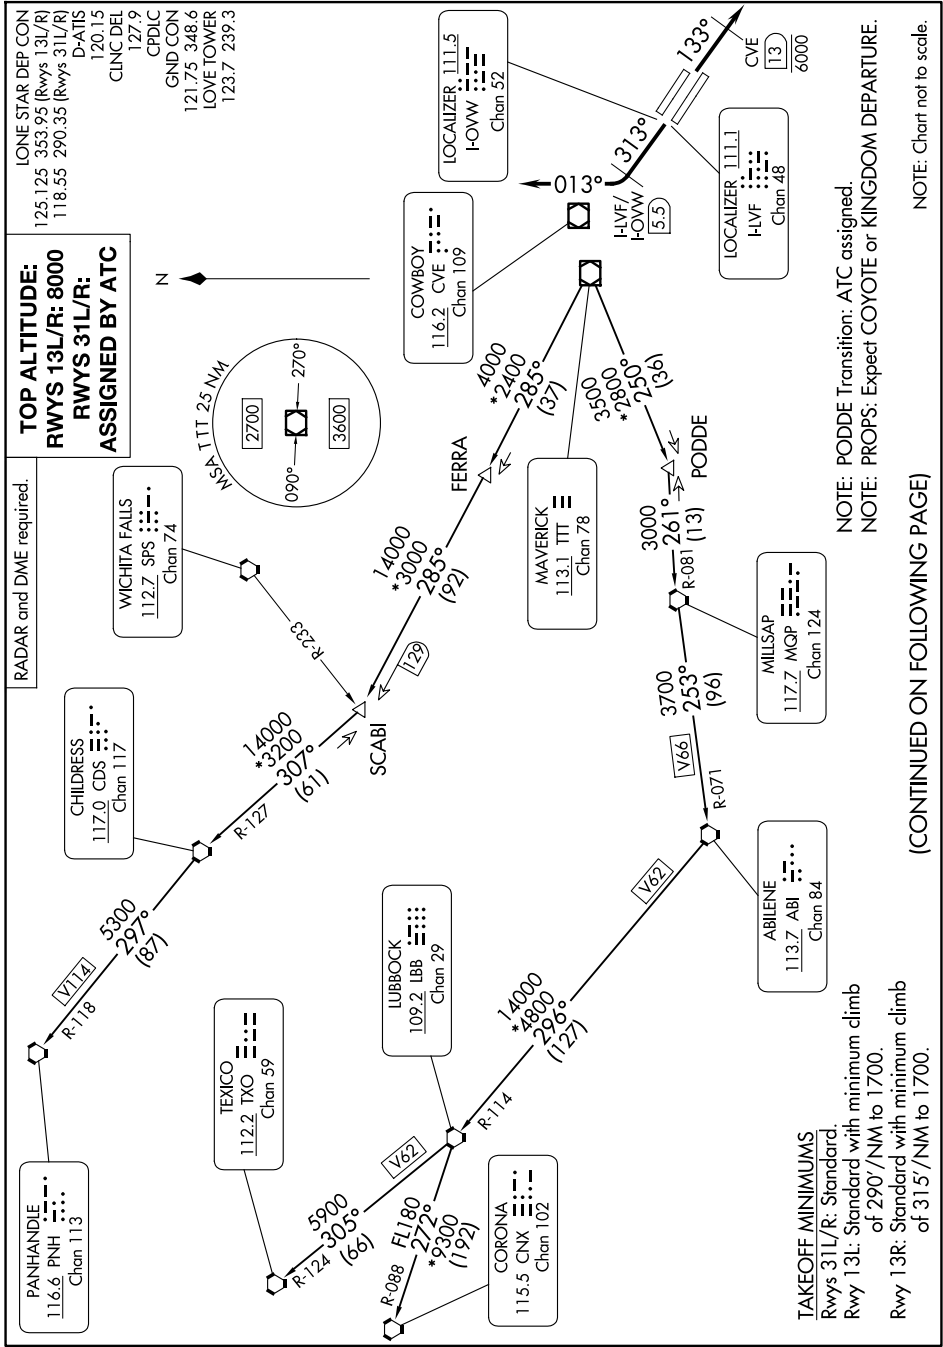 LONE STAR DEP CON
125.125 353.95 (Rwys 13L/R)
118.55 290.35 (Rwys 31L/R)
D-ATIS
120.15
CLNC DEL
127.9
CPDLC
GND CON
121.75 348.6
LOVE TOWER
123.7 239.3
TOP ALTITUDE:
RWYS 13L/R: 8000
RWYS 31L/R:
ASSIGNED BY ATC
RADAR and DME required.
N
MSA TTT 25 NM
2700
090°
270°
3600
LOCALIZER 111.5
I-OVW
Chan 52
133°
CVE
13
6000
313°
013°
I-LVF/
I-OVW
5.5
LOCALIZER 111.1
I-LVF
Chan 48
COWBOY
116.2 CVE
Chan 109
MAVERICK
113.1 TTT
Chan 78
4000
*2400
285°
(37)
FERRA
3500
*2800
250°
(36)
PODDE
WICHITA FALLS
112.7 SPS
Chan 74
R-233
14000
*3000
285°
(92)
129
SCABI
3000
261°
(13)
R-081
MILLSAP
117.7 MQP
Chan 124
CHILDRESS
117.0 CDS
Chan 117
14000
*3200
307°
(61)
R-127
3700
253°
(96)
V66
R-071
ABILENE
113.7 ABI
Chan 84
5300
297°
(87)
V114
R-118
PANHANDLE
116.6 PNH
Chan 113
V62
14000
*4800
296°
(127)
R-114
LUBBOCK
109.2 LBB
Chan 29
TEXICO
112.2 TXO
Chan 59
V62
5900
305°
(66)
R-124
FL180
272°
*9300
(192)
R-088
CORONA
115.5 CNX
Chan 102
NOTE: PODDE Transition: ATC assigned.
NOTE: PROPS: Expect COYOTE or KINGDOM DEPARTURE.
NOTE: Chart not to scale.
TAKEOFF MINIMUMS
Rwys 31L/R: Standard.
Rwy 13L: Standard with minimum climb
of 290'/NM to 1700.
Rwy 13R: Standard with minimum climb
of 315'/NM to 1700.
(CONTINUED ON FOLLOWING PAGE)